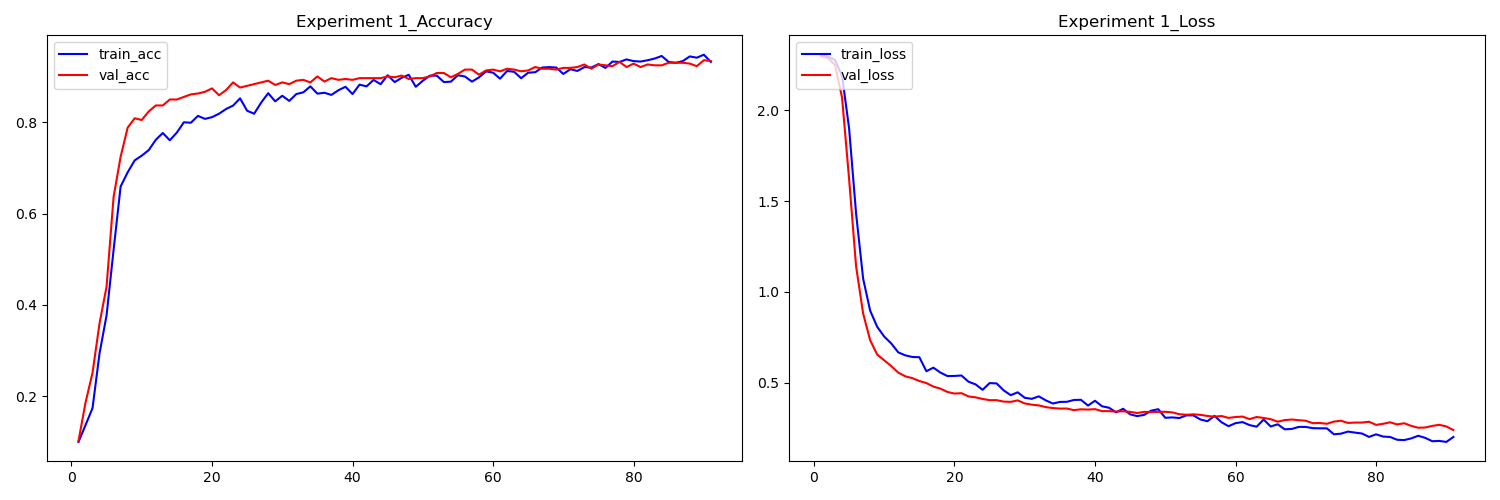 Experiment 1_Accuracy
train_acc
val_acc
0.8
0.6
0.4
0.2
0 20 40 60 80
Experiment 1_Loss
train_loss
val_loss
2.0
1.5
1.0
0.5
0 20 40 60 80